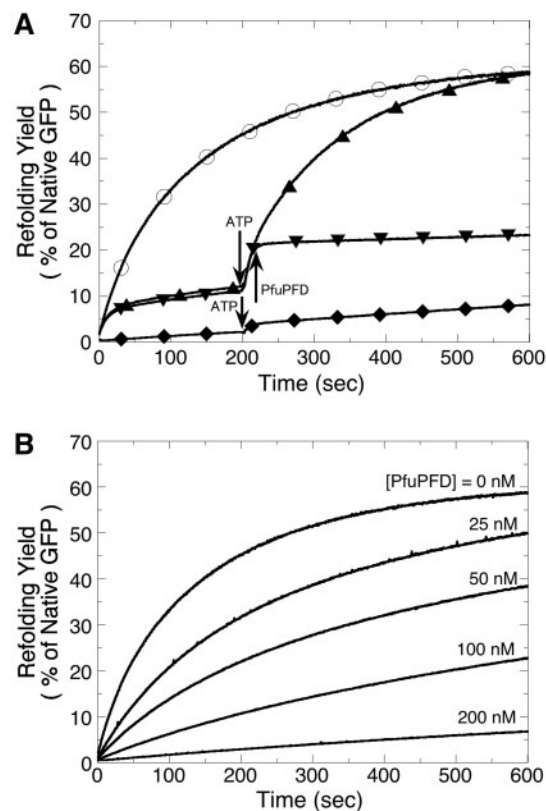 A
70
60
50
40
30
20
10
0
Refolding Yield
( % of Native GFP )
ATP
PfuPFD
ATP
0 100 200 300 400 500 600
Time (sec)
B
70
60
50
40
30
20
10
0
Refolding Yield
( % of Native GFP )
[PfuPFD] = 0 nM
25 nM
50 nM
100 nM
200 nM
0 100 200 300 400 500 600
Time (sec)